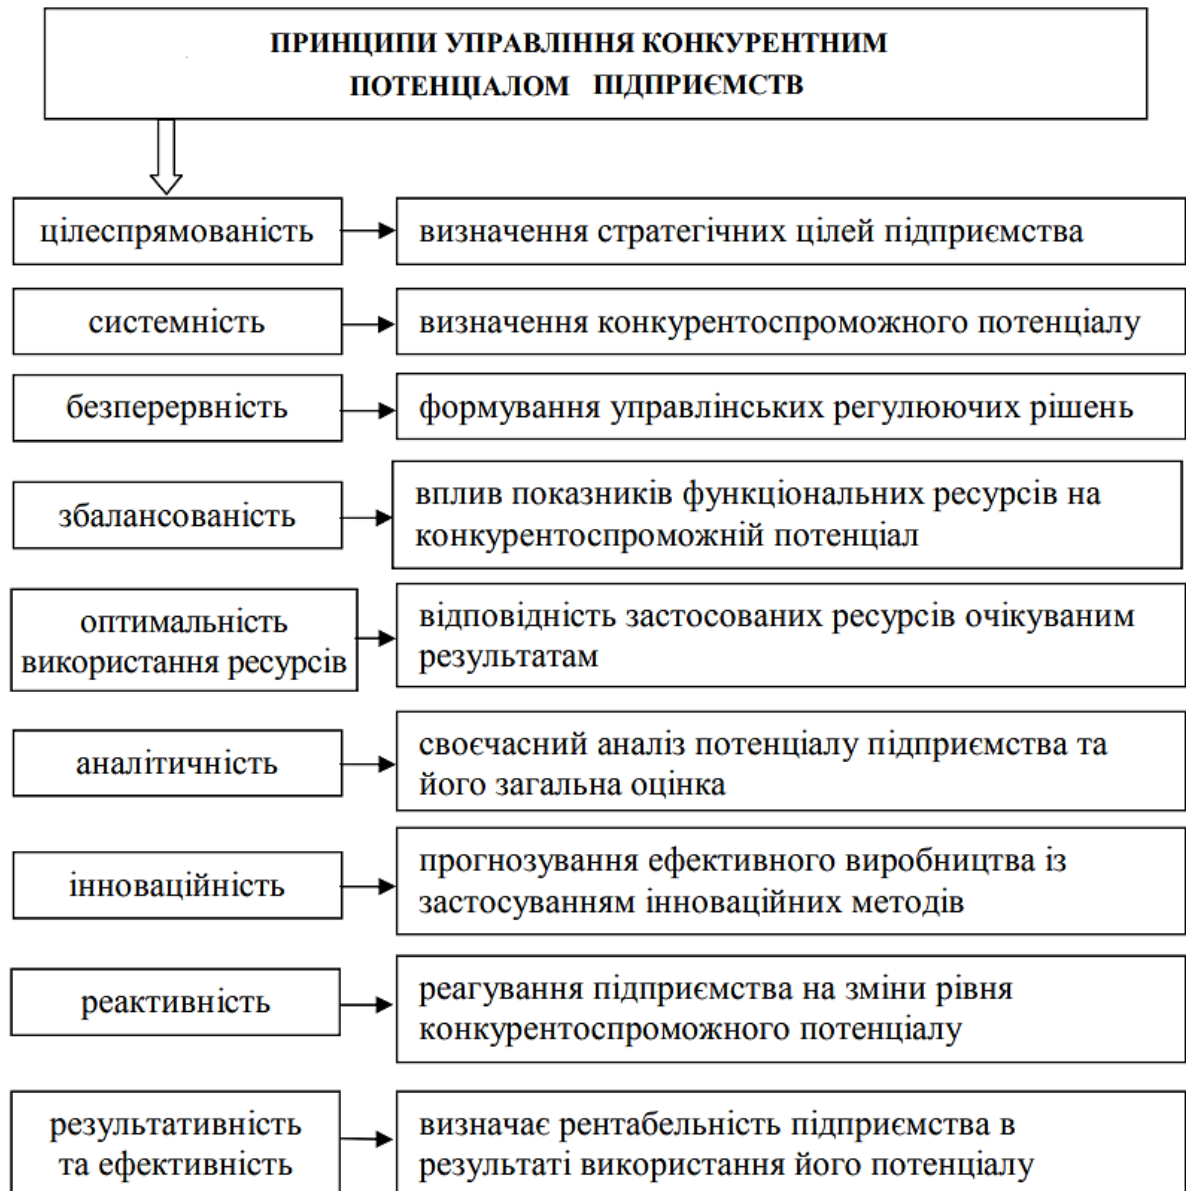 ПРИНЦИПИ УПРАВЛІННЯ КОНКУРЕНТНИМ
ПОТЕНЦІАЛОМ ПІДПРИЄМСТВ
цілеспрямованість
визначення стратегічних цілей підприємства
системність
визначення конкурентоспроможного потенціалу
безперервність
формування управлінських регулюючих рішень
збалансованість
вплив показників функціональних ресурсів на
конкурентоспроможній потенціал
оптимальність
використання ресурсів
відповідність застосованих ресурсів очікуваним
результатам
аналітичність
своєчасний аналіз потенціалу підприємства та
його загальна оцінка
інноваційність
прогнозування ефективного виробництва із
застосуванням інноваційних методів
реактивність
реагування підприємства на зміни рівня
конкурентоспроможного потенціалу
результативність
та ефективність
визначає рентабельність підприємства в
результаті використання його потенціалу